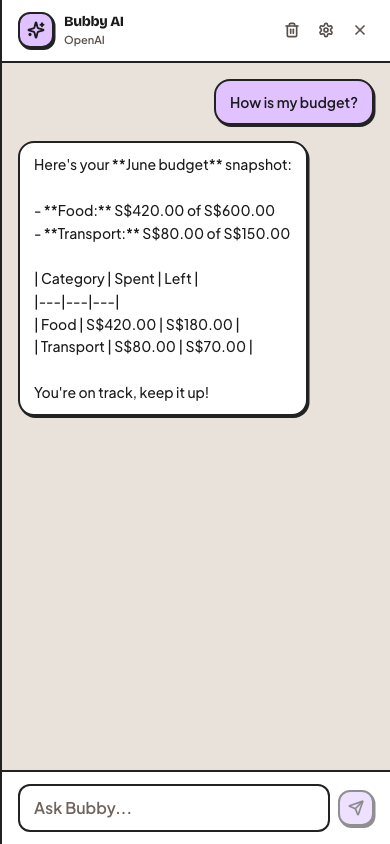 Bubby AI
OpenAI
How is my budget?
Here's your **June budget** snapshot:
- **Food:** S$420.00 of S$600.00
- **Transport:** S$80.00 of S$150.00
| Category | Spent | Left |
|---|---|---|
| Food | S$420.00 | S$180.00 |
| Transport | S$80.00 | S$70.00 |
You're on track, keep it up!
Ask Bubby...